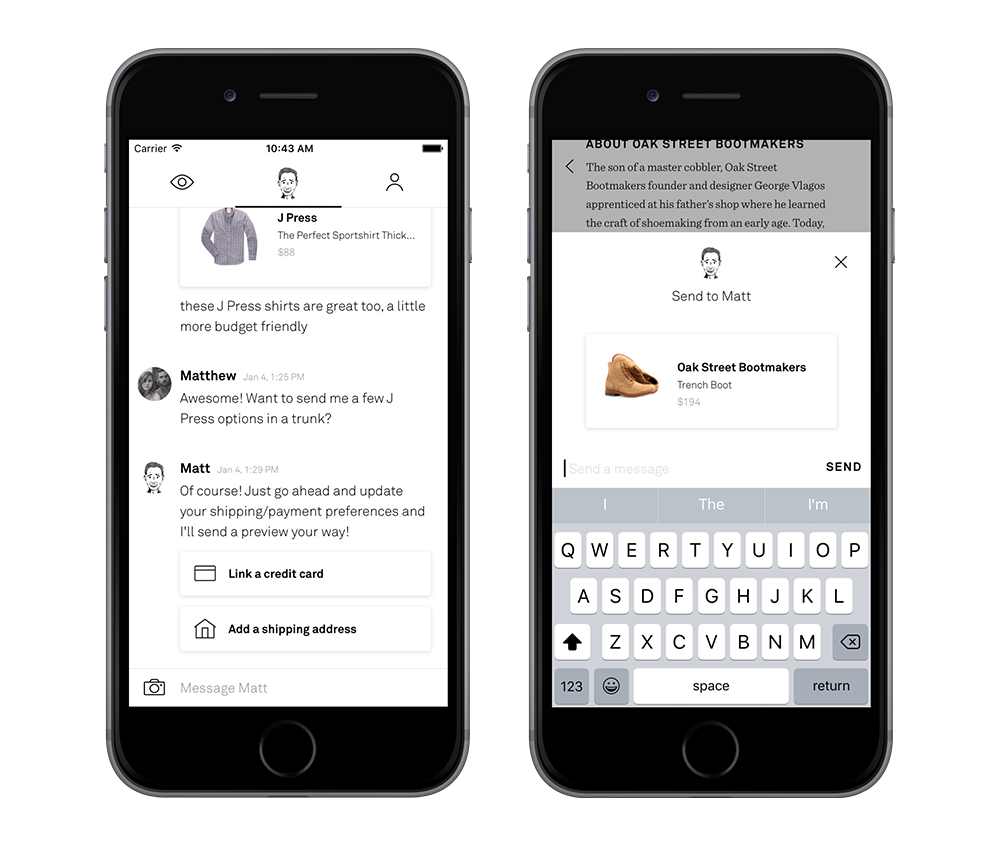 Carrier
10:43 AM
J Press
The Perfect Sportshirt Thick...
$88
these J Press shirts are great too, a little
more budget friendly
Matthew Jan 4, 1:25 PM
Awesome! Want to send me a few J
Press options in a trunk?
Matt Jan 4, 1:29 PM
Of course! Just go ahead and update
your shipping/payment preferences and
I'll send a preview your way!
Link a credit card
Add a shipping address
Message Matt
ABOUT OAK STREET BOOTMAKERS
The son of a master cobbler, Oak Street
Bootmakers founder and designer George Vlagos
apprenticed at his father's shop where he learned
the craft of shoemaking from an early age. Today,
Send to Matt
Oak Street Bootmakers
Trench Boot
$194
Send a message SEND
I The I'm
Q W E R T Y U I O P
A S D F G H J K L
Z X C V B N M
123 space return